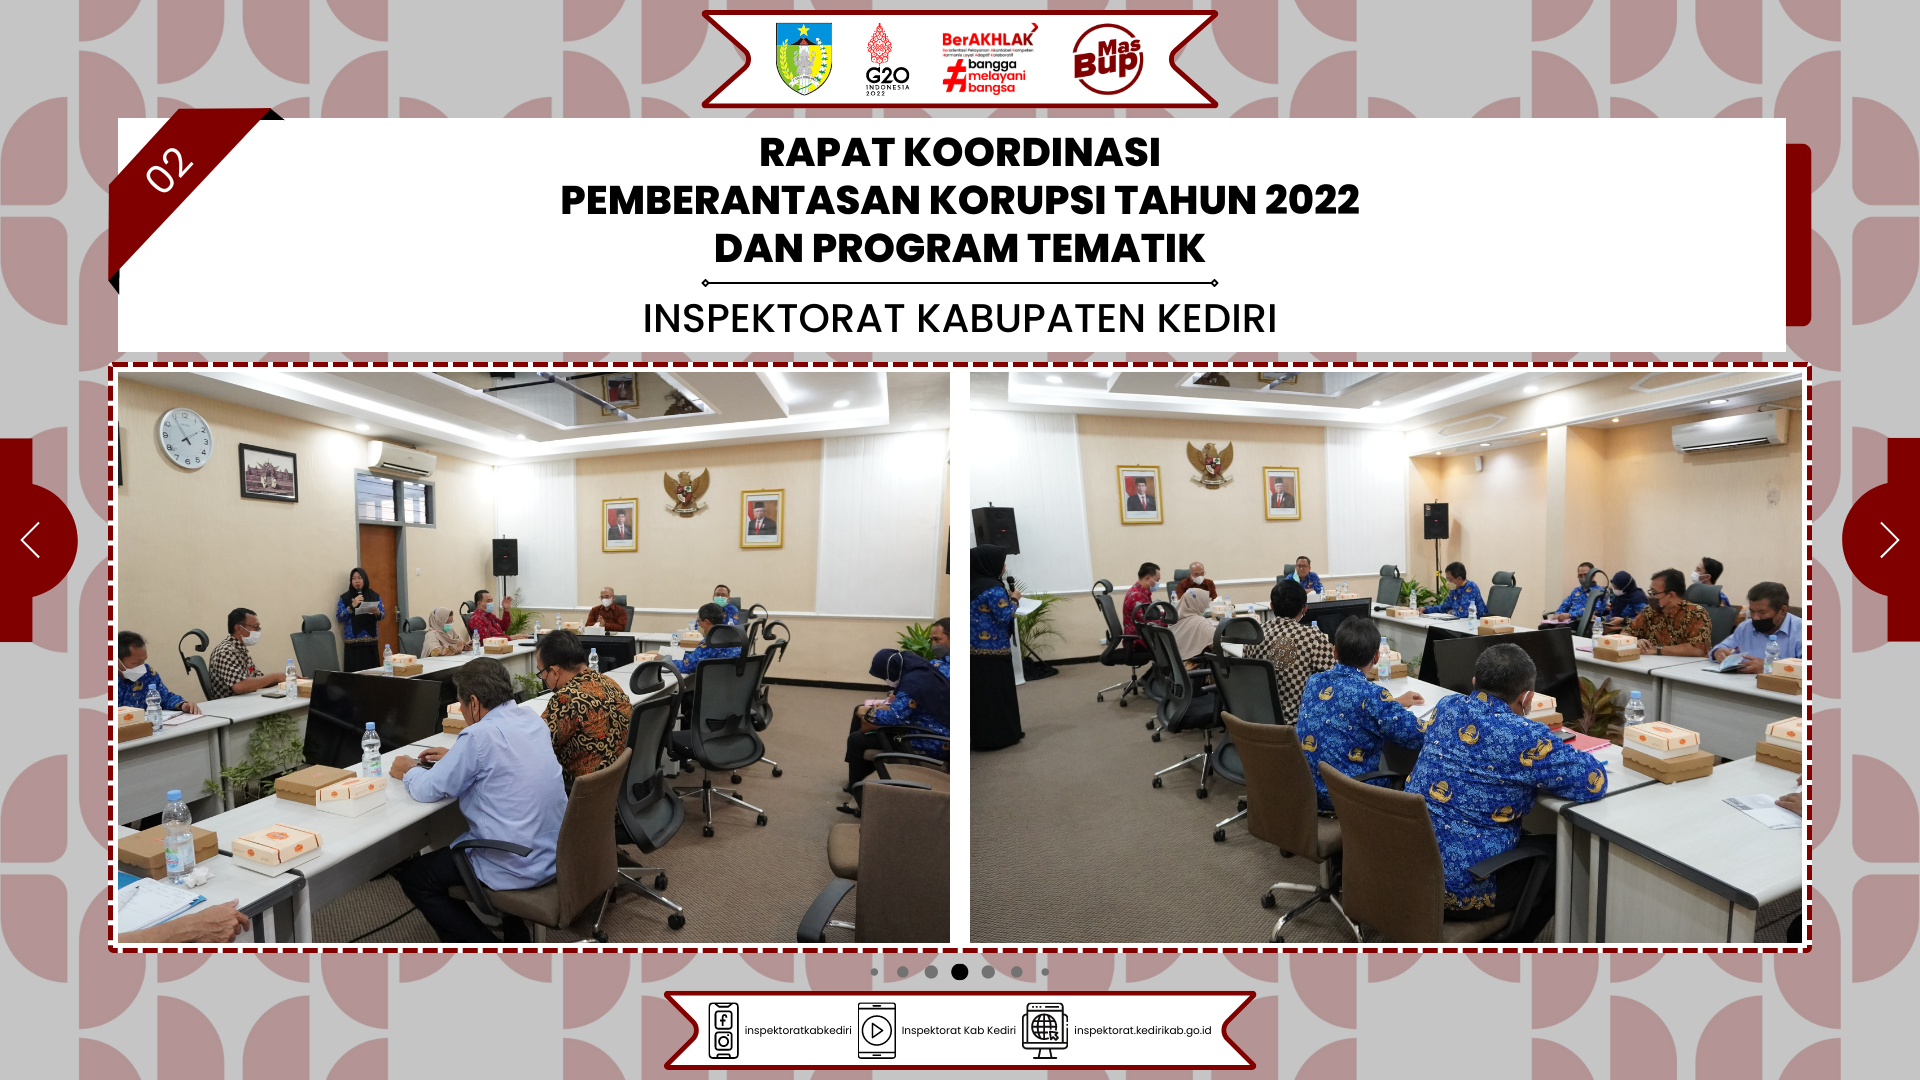 G20
INDONESIA
2022
BerAKHLAK
#bangga
melayani
bangsa
Mas
Bup
02
RAPAT KOORDINASI
PEMBERANTASAN KORUPSI TAHUN 2022
DAN PROGRAM TEMATIK
INSPEKTORAT KABUPATEN KEDIRI
inspektoratkabkediri
Inspektorat Kab Kediri
inspektorat.kedirikab.go.id